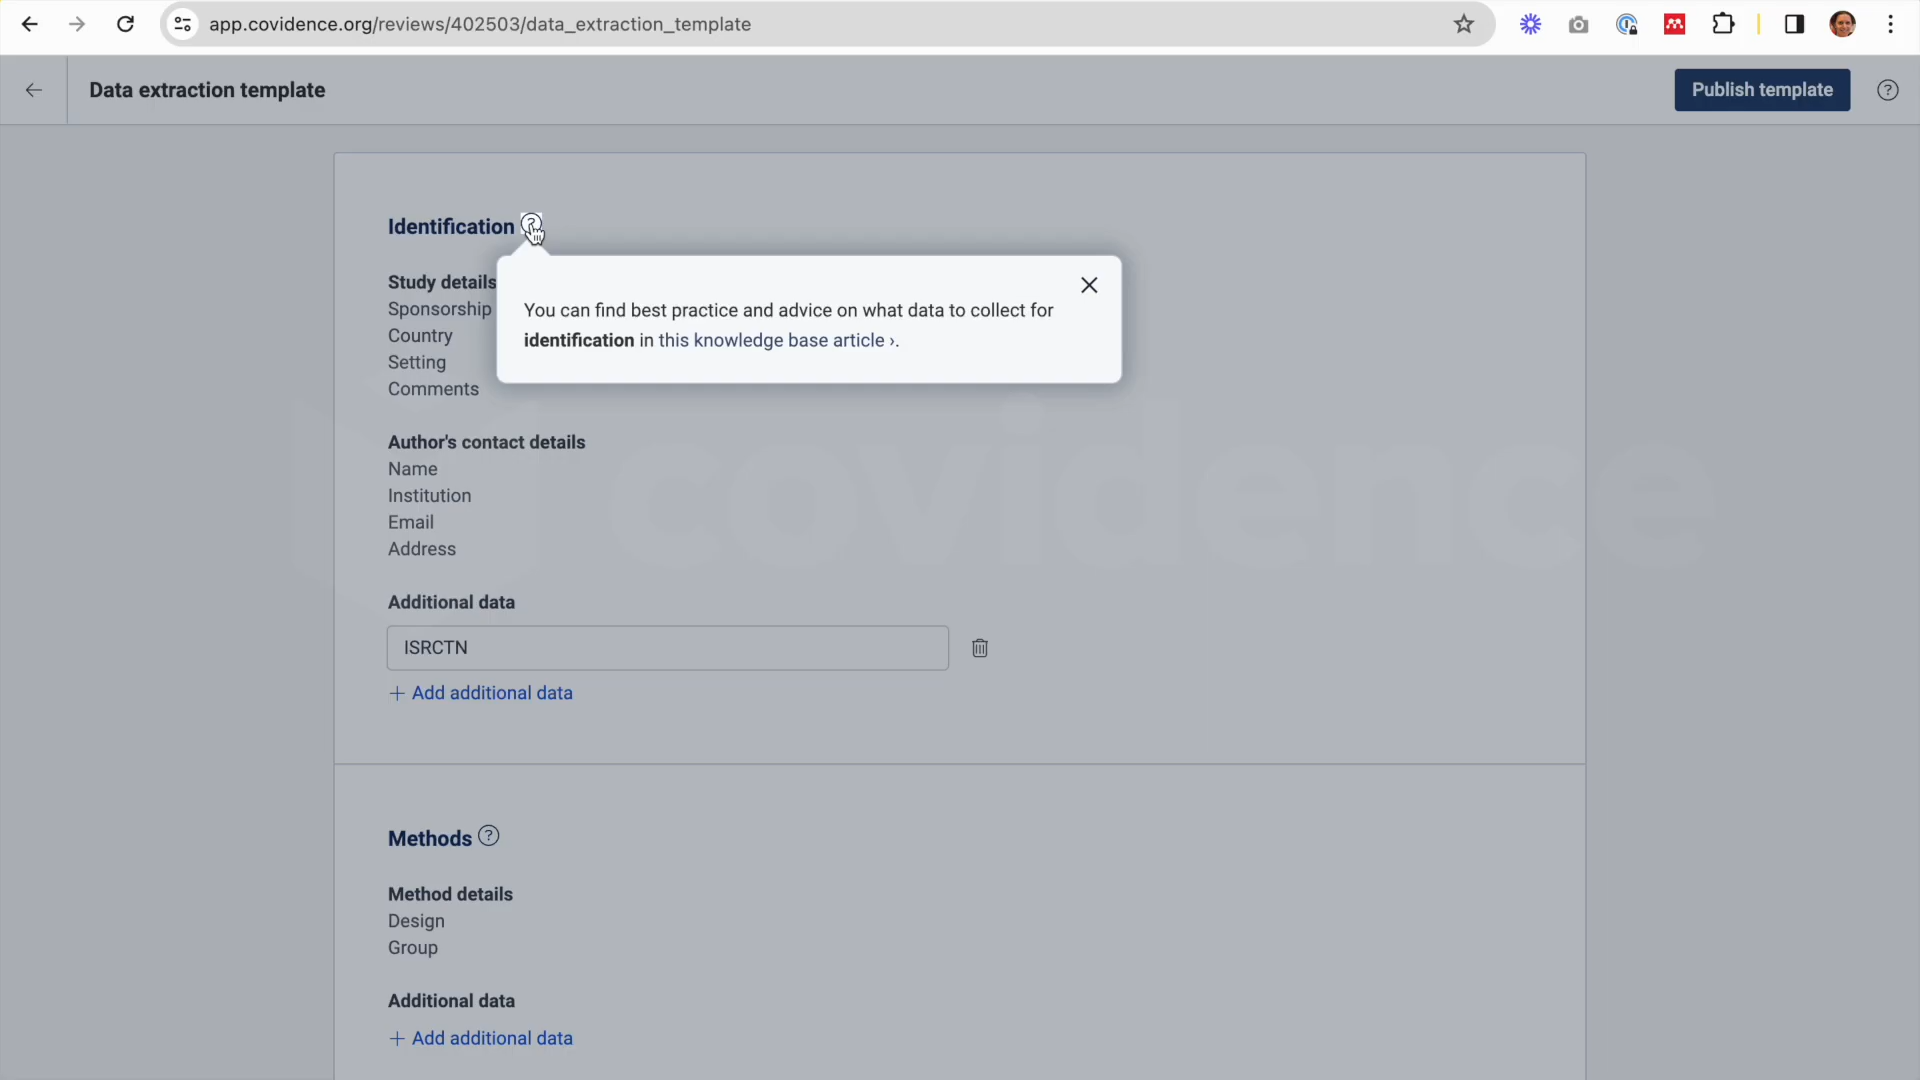 app.covidence.org/reviews/402503/data_extraction_template
Data extraction template
Publish template
Identification
Study details
Sponsorship
Country
Setting
Comments
You can find best practice and advice on what data to collect for
identification in this knowledge base article ›.
Author's contact details
Name
Institution
Email
Address
covidence
Additional data
ISRCTN
+ Add additional data
Methods
Method details
Design
Group
Additional data
+ Add additional data